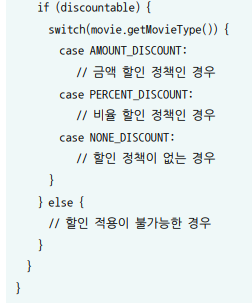 if (discountable) {
switch(movie.getMovieType()) {
case AMOUNT_DISCOUNT:
// 금액 할인 정책인 경우
case PERCENT_DISCOUNT:
// 비율 할인 정책인 경우
case NONE_DISCOUNT:
// 할인 정책이 없는 경우
}
} else {
// 할인 적용이 불가능한 경우
}
}
}